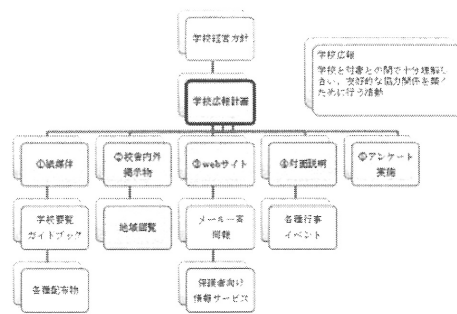 学校経営方針
学校広報
学校と対者との間で十分理解し
合い、友好的な協力関係を築く
ために行う活動
学校広報計画
①紙媒体
②校舎内外
掲示物
③webサイト
④対面説明
⑤アンケート
実施
学校要覧
ガイドブック
地域回覧
メール一斉
同報
各種行事
イベント
各種配布物
保護者向け
情報サービス